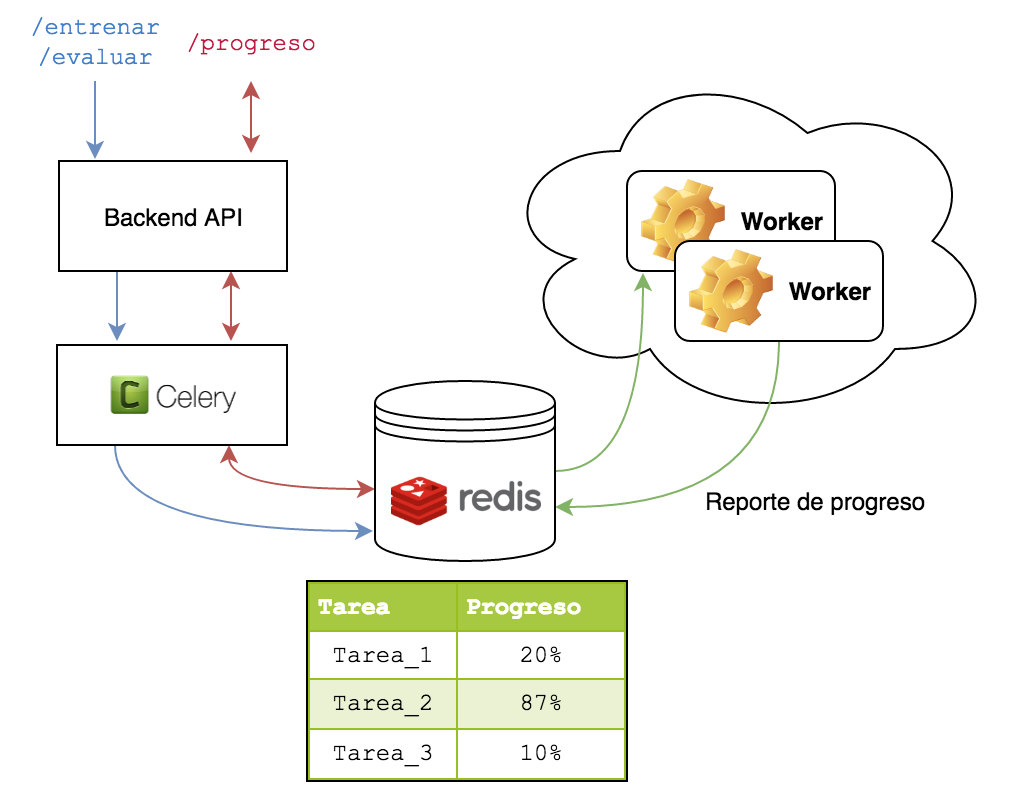 /entrenar
/evaluar
/progreso
Backend API
Worker
Worker
C Celery
redis
Reporte de progreso
Tarea Progreso
Tarea_1 20%
Tarea_2 87%
Tarea_3 10%